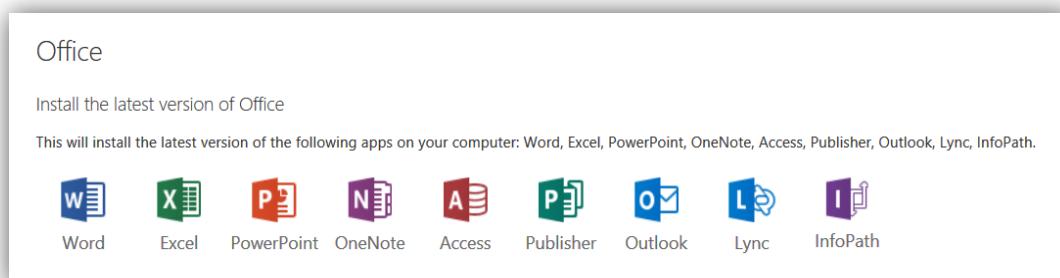 Office
Install the latest version of Office
This will install the latest version of the following apps on your computer: Word, Excel, PowerPoint, OneNote, Access, Publisher, Outlook, Lync, InfoPath.
W X P N A P O L I
Word Excel PowerPoint OneNote Access Publisher Outlook Lync InfoPath